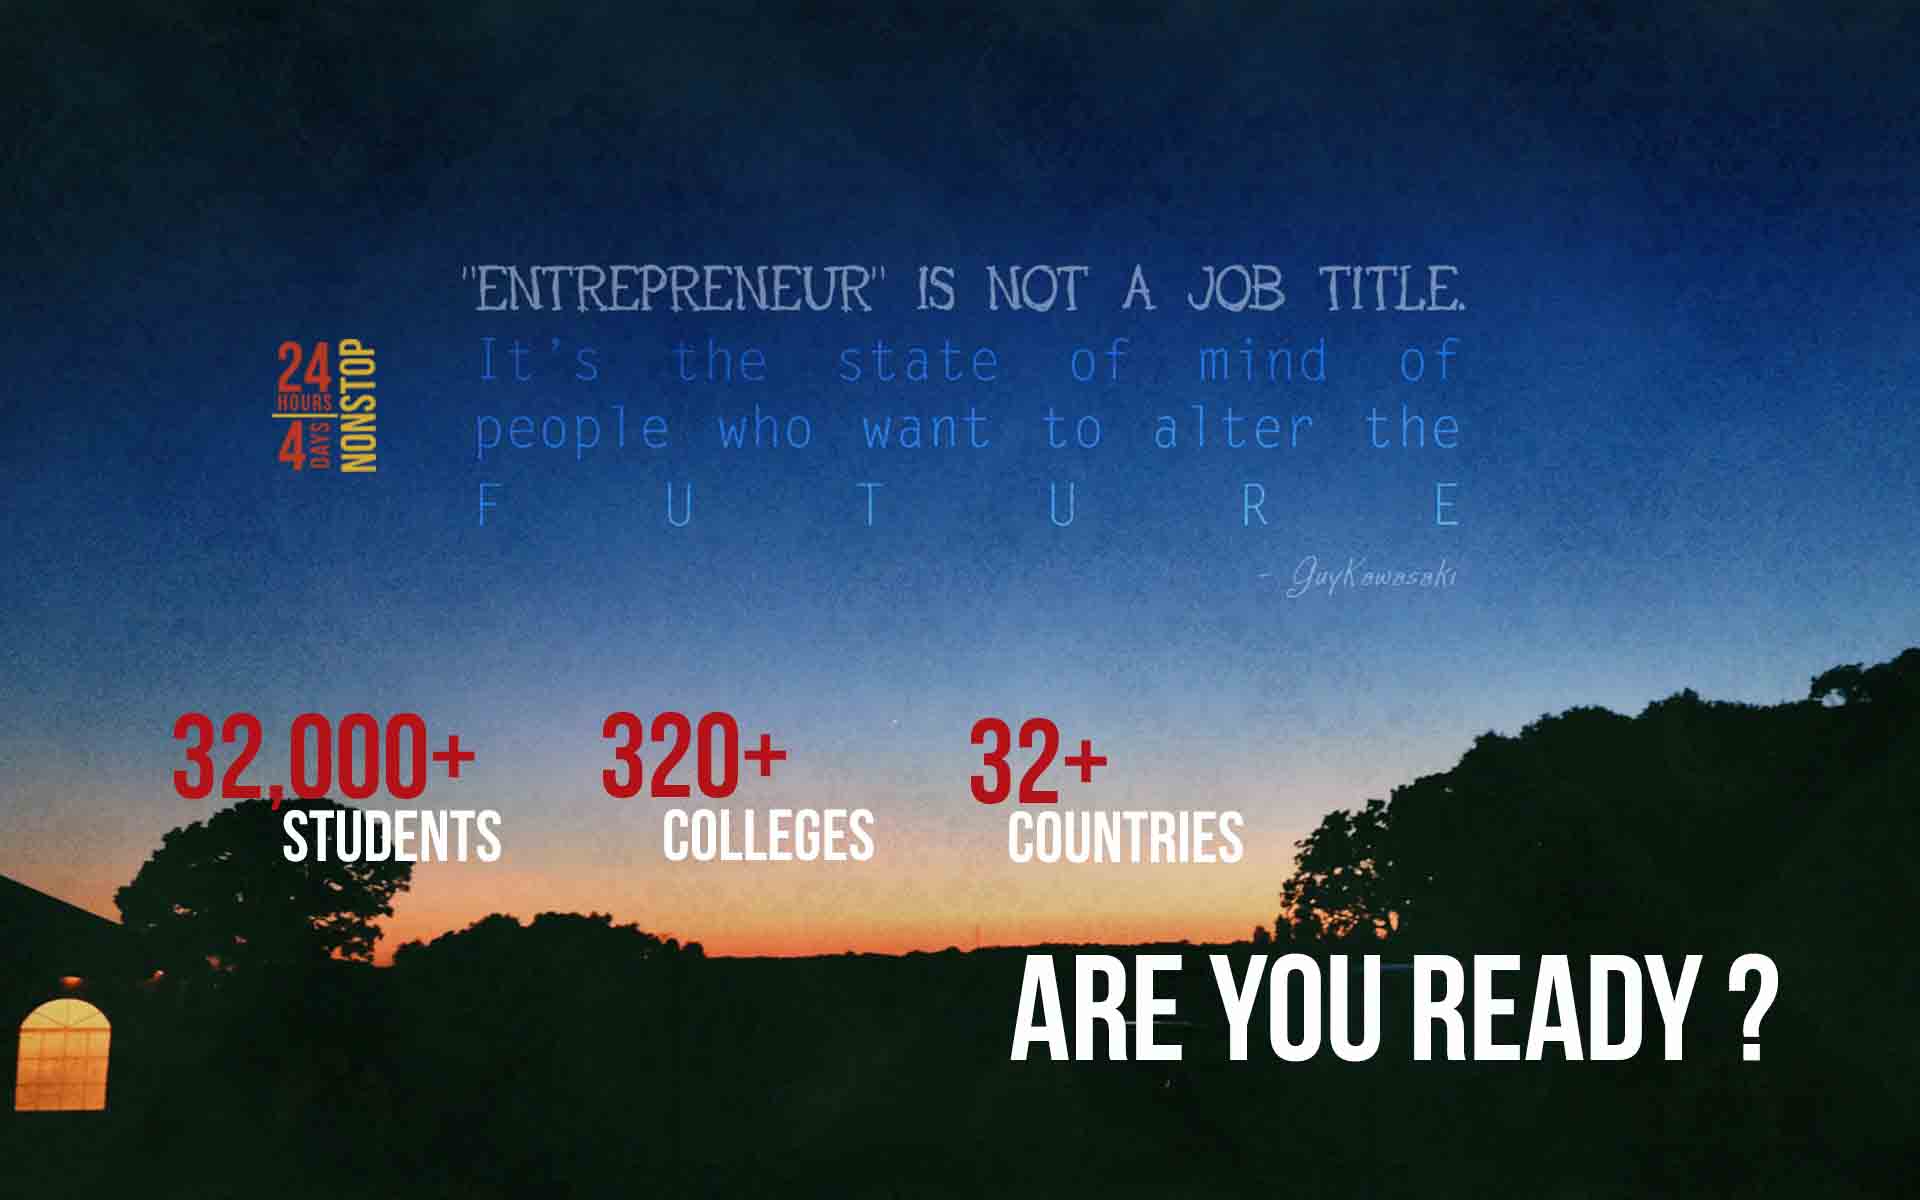 "ENTREPRENEUR" IS NOT A JOB TITLE.
It's the state of mind of
people who want to alter the
F U T U R E
- GuyKawasaki
24
HOURS
4 DAYS
NONSTOP
32,000+
STUDENTS
320+
COLLEGES
32+
COUNTRIES
ARE YOU READY ?